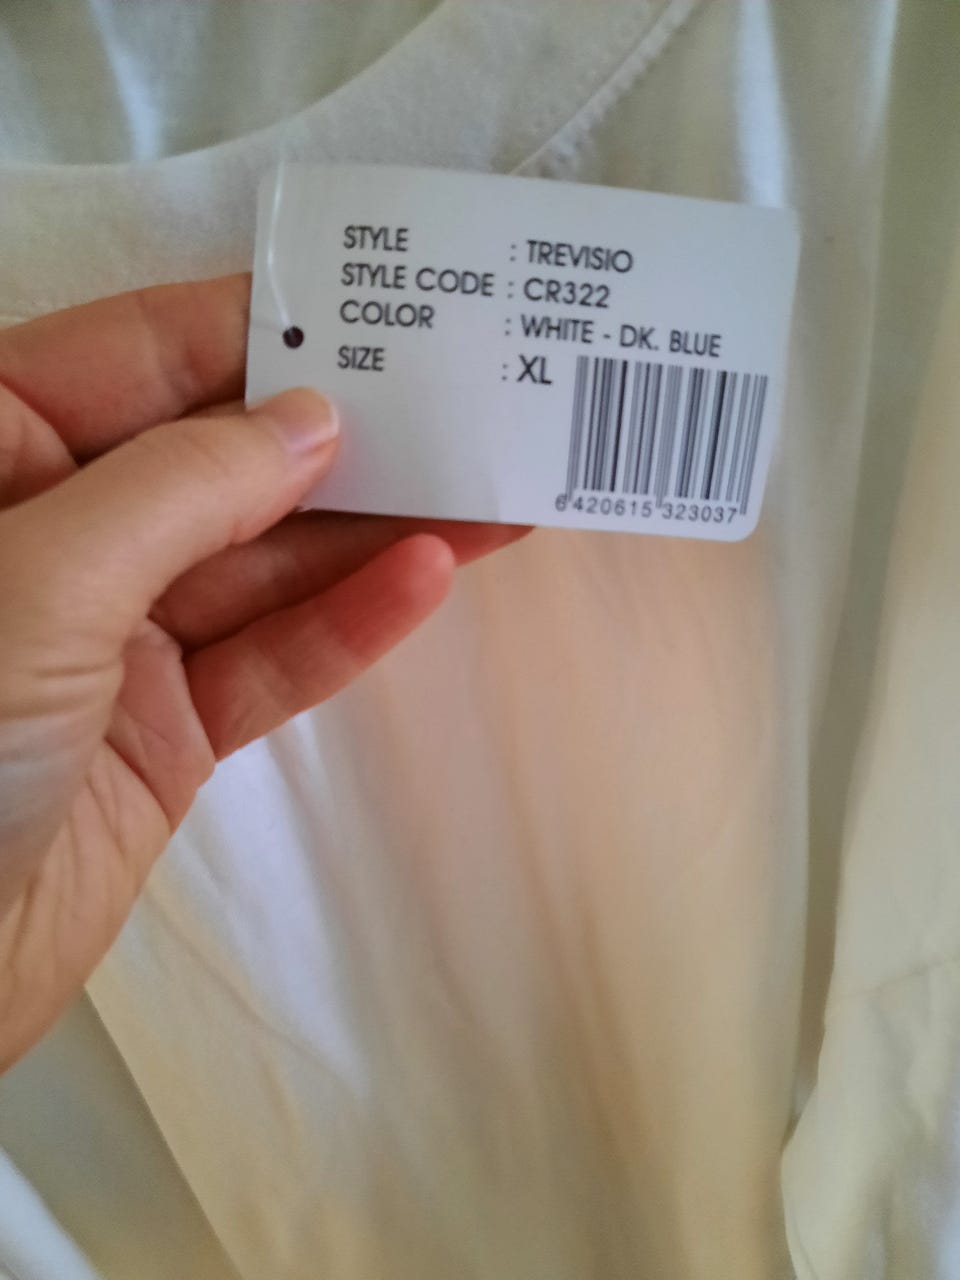 STYLE : TREVISIO
STYLE CODE : CR322
COLOR : WHITE - DK. BLUE
SIZE : XL
6 420615 323037